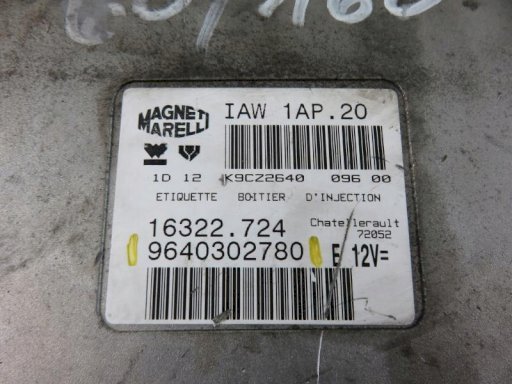 MAGNETI
MARELLI
IAW 1AP.20
1D 12 K9CZ2640 096 00
ETIQUETTE BOITIER D'INJECTION
16322.724
Chatellerault
72052
9640302780 E 12V=